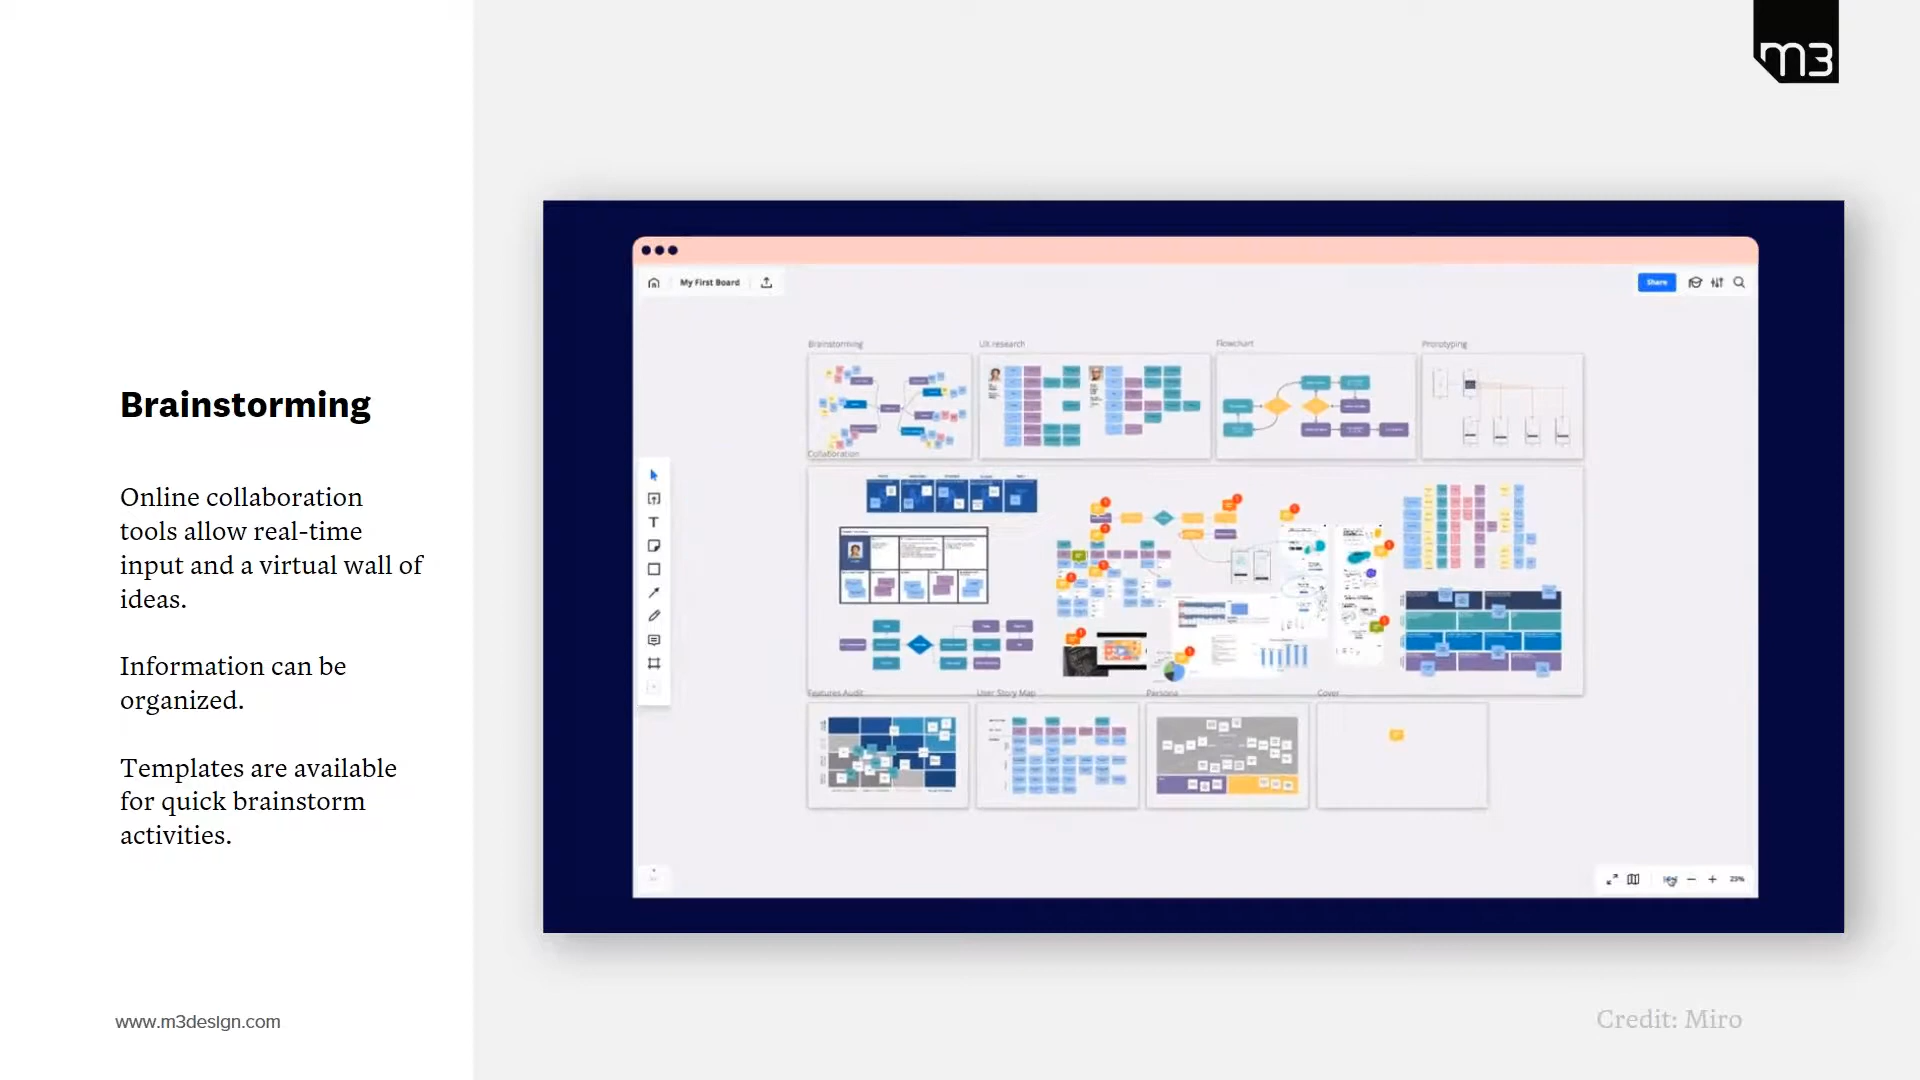 m3
Brainstorming
Online collaboration
tools allow real-time
input and a virtual wall of
ideas.
Information can be
organized.
Templates are available
for quick brainstorm
activities.
www.m3design.com
My First Board
Share
Brainstorming
UX research
Flowchart
Prototyping
Collaboration
Features Audit
User Story Map
Persona
Cover
23%
Credit: Miro